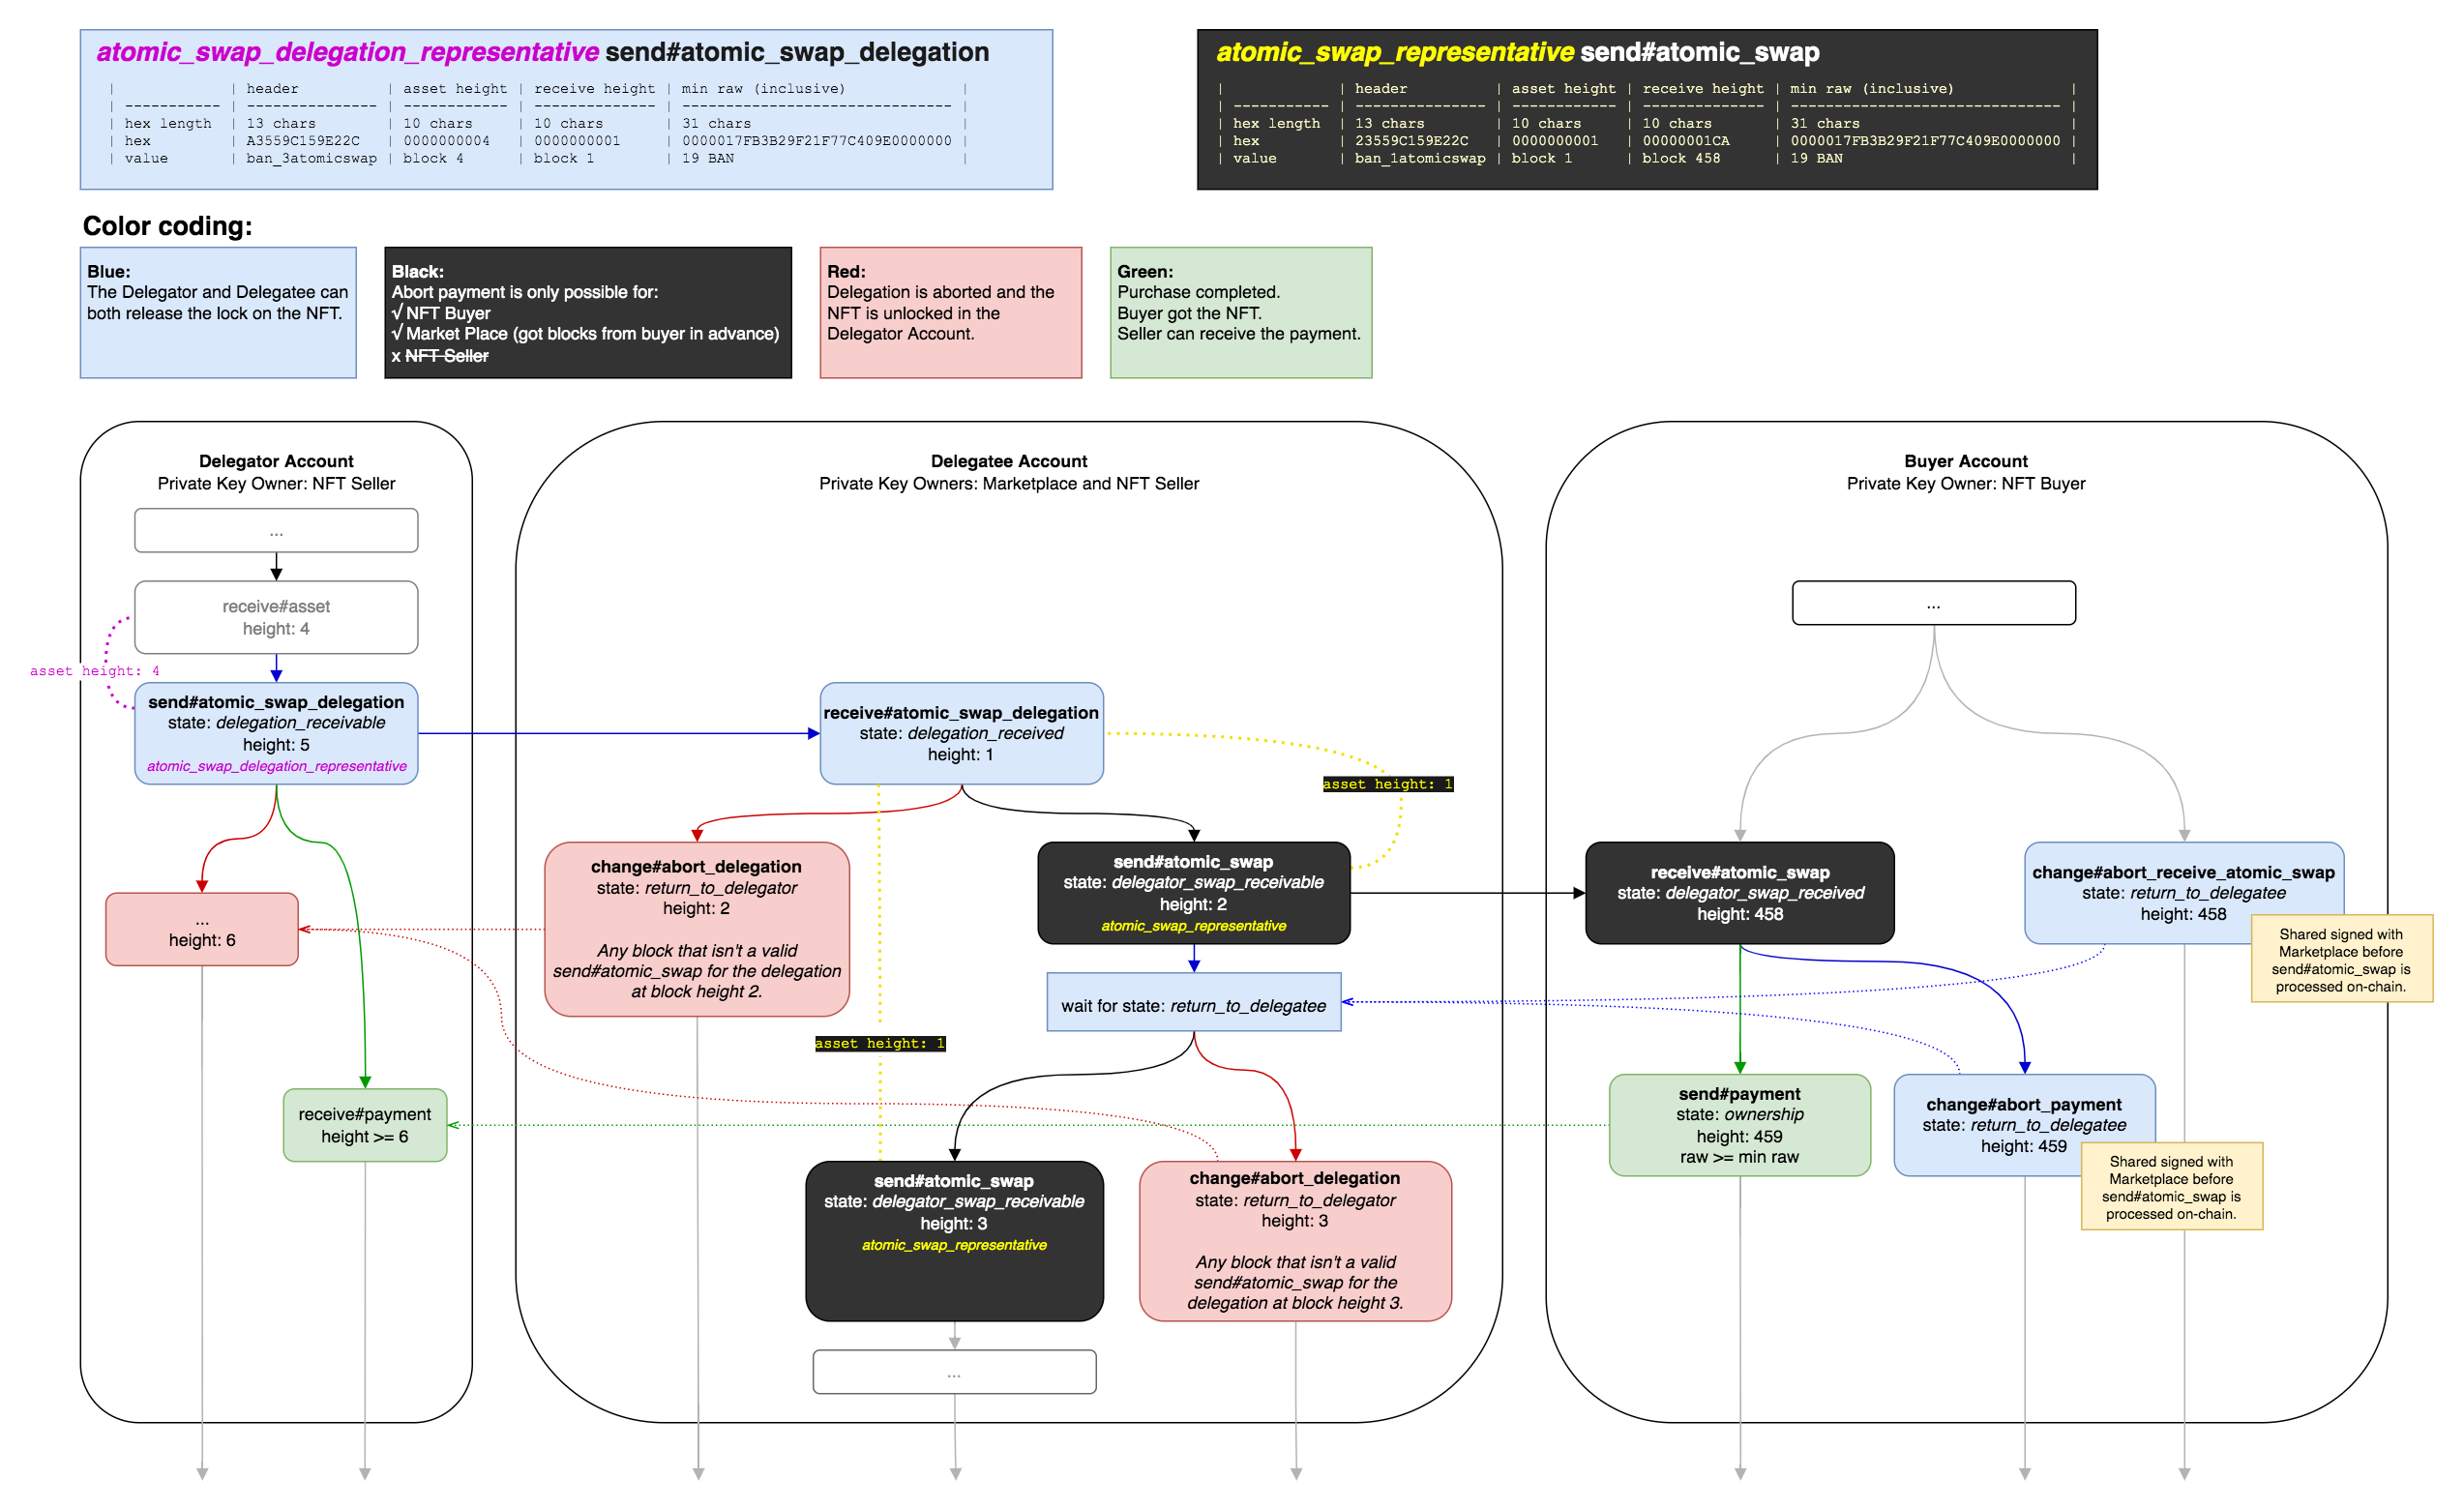 atomic_swap_delegation_representative send#atomic_swap_delegation
|             | header          | asset height | receive height | min raw (inclusive)             |
| ----------- | --------------- | ------------ | -------------- | ------------------------------- |
| hex length  | 13 chars        | 10 chars     | 10 chars       | 31 chars                        |
| hex         | A3559C159E22C   | 0000000004   | 0000000001     | 0000017FB3B29F21F77C409E0000000 |
| value       | ban_3atomicswap | block 4      | block 1        | 19 BAN                          |
atomic_swap_representative send#atomic_swap
|             | header          | asset height | receive height | min raw (inclusive)             |
| ----------- | --------------- | ------------ | -------------- | ------------------------------- |
| hex length  | 13 chars        | 10 chars     | 10 chars       | 31 chars                        |
| hex         | 23559C159E22C   | 0000000001   | 00000001CA     | 0000017FB3B29F21F77C409E0000000 |
| value       | ban_1atomicswap | block 1      | block 458      | 19 BAN                          |
Color coding:
Blue:
The Delegator and Delegatee can
both release the lock on the NFT.
Black:
Abort payment is only possible for:
√ NFT Buyer
√ Market Place (got blocks from buyer in advance)
x NFT Seller
Red:
Delegation is aborted and the
NFT is unlocked in the
Delegator Account.
Green:
Purchase completed.
Buyer got the NFT.
Seller can receive the payment.
Delegator Account
Private Key Owner: NFT Seller
...
receive#asset
height: 4
asset height: 4
send#atomic_swap_delegation
state: delegation_receivable
height: 5
atomic_swap_delegation_representative
...
height: 6
receive#payment
height >= 6
Delegatee Account
Private Key Owners: Marketplace and NFT Seller
receive#atomic_swap_delegation
state: delegation_received
height: 1
asset height: 1
change#abort_delegation
state: return_to_delegator
height: 2
Any block that isn't a valid
send#atomic_swap for the delegation
at block height 2.
send#atomic_swap
state: delegator_swap_receivable
height: 2
atomic_swap_representative
wait for state: return_to_delegatee
asset height: 1
send#atomic_swap
state: delegator_swap_receivable
height: 3
atomic_swap_representative
change#abort_delegation
state: return_to_delegator
height: 3
Any block that isn't a valid
send#atomic_swap for the
delegation at block height 3.
...
Buyer Account
Private Key Owner: NFT Buyer
...
receive#atomic_swap
state: delegator_swap_received
height: 458
change#abort_receive_atomic_swap
state: return_to_delegatee
height: 458
Shared signed with
Marketplace before
send#atomic_swap is
processed on-chain.
send#payment
state: ownership
height: 459
raw >= min raw
change#abort_payment
state: return_to_delegatee
height: 459
Shared signed with
Marketplace before
send#atomic_swap is
processed on-chain.